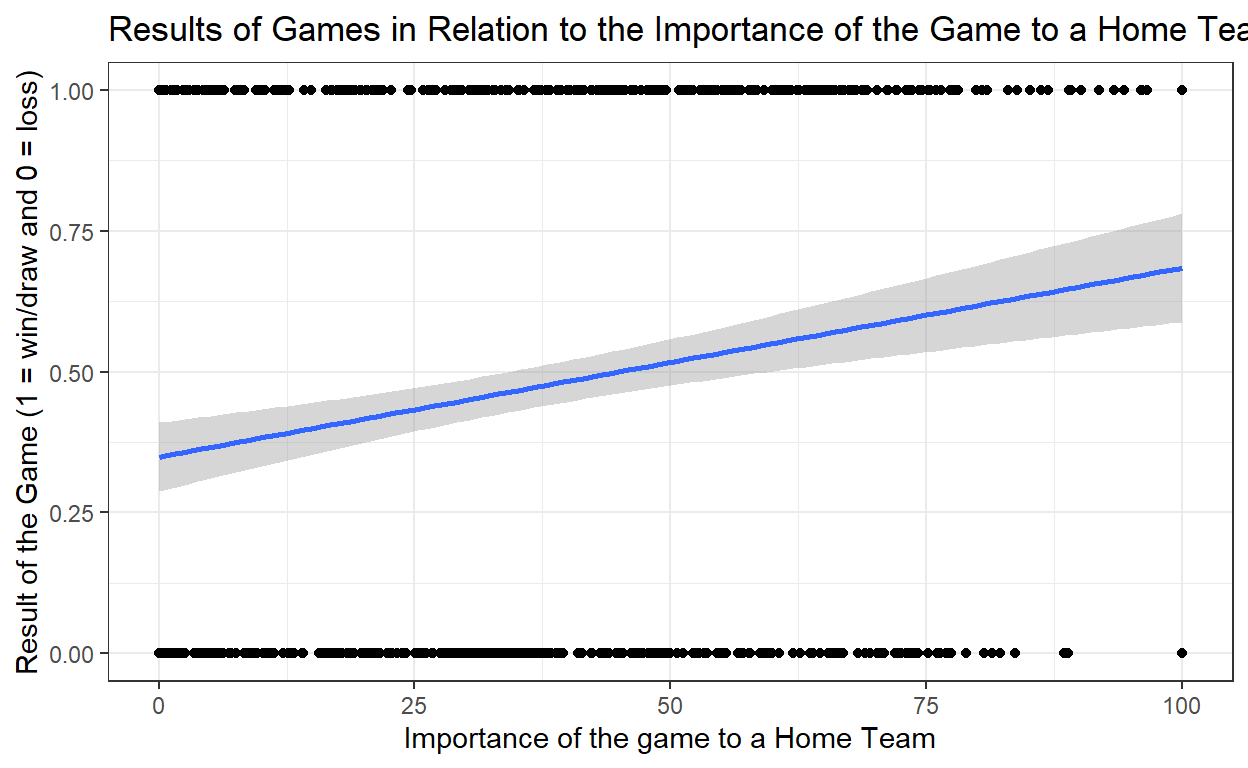 Results of Games in Relation to the Importance of the Game to a Home Tea
Result of the Game (1 = win/draw and 0 = loss)
1.00
0.75
0.50
0.25
0.00
0 25 50 75 100
Importance of the game to a Home Team